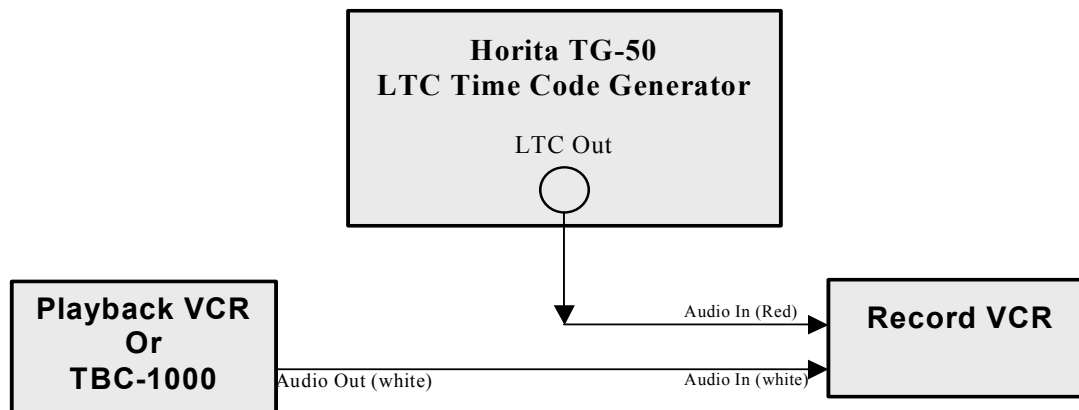 Horita TG-50
LTC Time Code Generator
LTC Out
Playback VCR
Or
TBC-1000
Audio Out (white)
Audio In (Red)
Audio In (white)
Record VCR